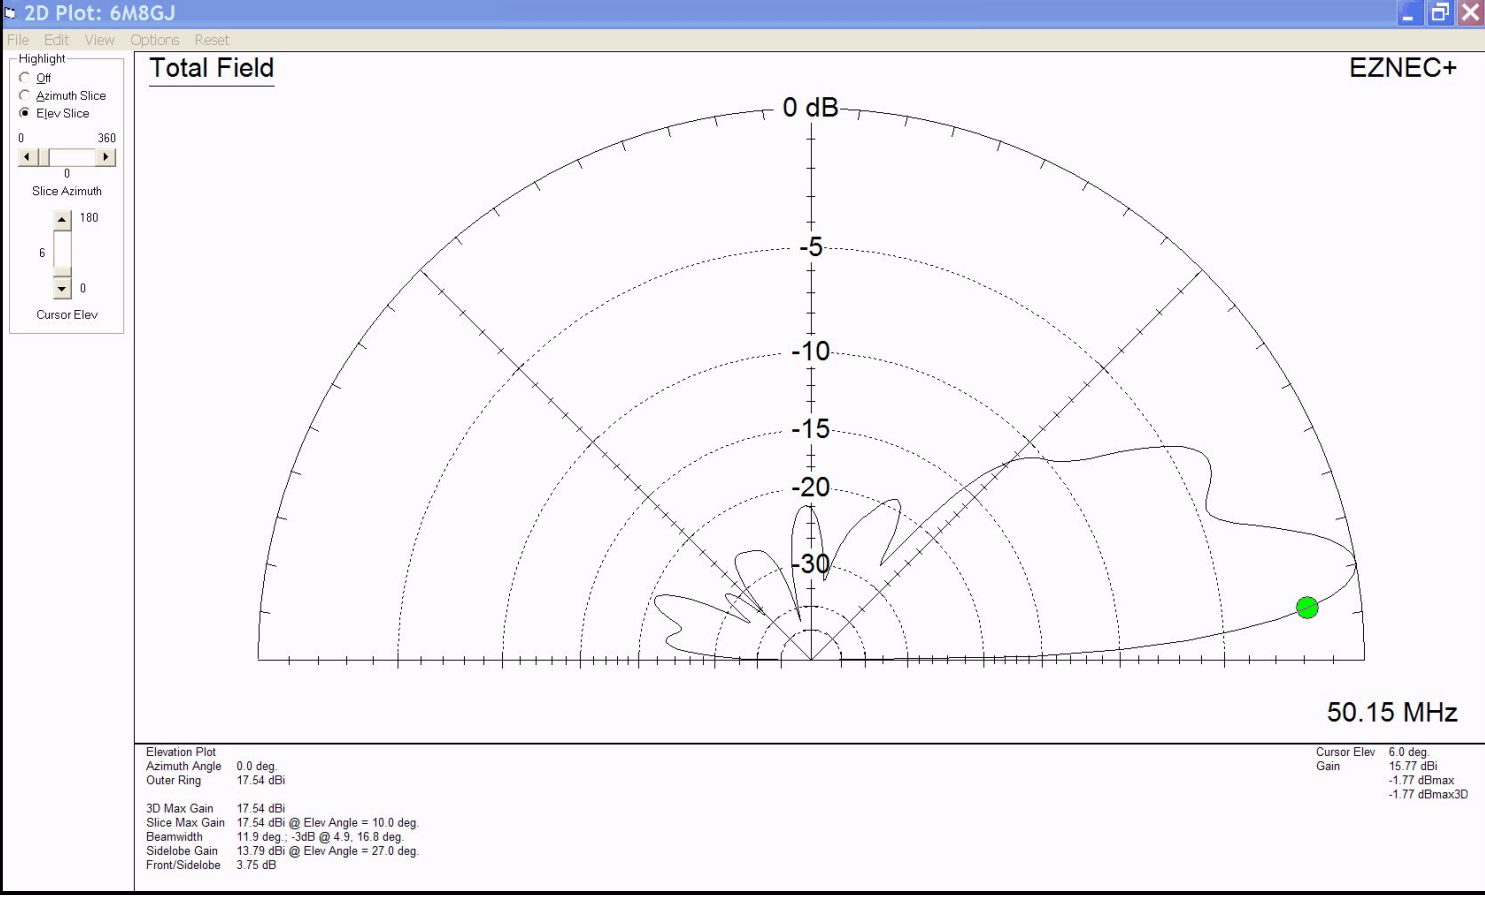 2D Plot: 6M8GJ
File Edit View Options Reset
Highlight
Off
Azimuth Slice
Elev Slice
0 360
0
Slice Azimuth
180
6
0
Cursor Elev
Total Field
EZNEC+
0 dB
-5
-10
-15
-20
-30
50.15 MHz
Elevation Plot
Azimuth Angle 0.0 deg.
Outer Ring 17.54 dBi
3D Max Gain 17.54 dBi
Slice Max Gain 17.54 dBi @ Elev Angle = 10.0 deg.
Beamwidth 11.9 deg.; -3dB @ 4.9, 16.8 deg.
Sidelobe Gain 13.79 dBi @ Elev Angle = 27.0 deg.
Front/Sidelobe 3.75 dB
Cursor Elev 6.0 deg.
Gain 15.77 dBi
-1.77 dBmax
-1.77 dBmax3D